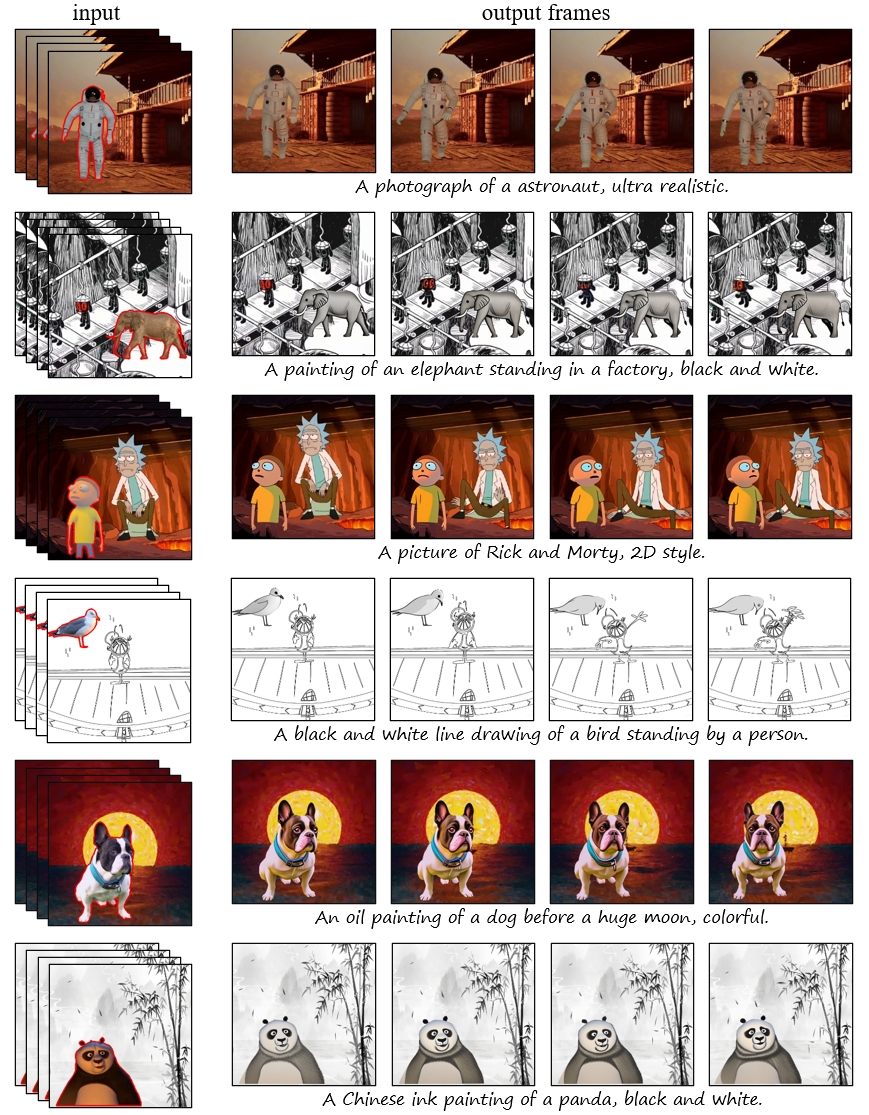 input
output frames
A photograph of a astronaut, ultra realistic.
A painting of an elephant standing in a factory, black and white.
A picture of Rick and Morty, 2D style.
A black and white line drawing of a bird standing by a person.
An oil painting of a dog before a huge moon, colorful.
A Chinese ink painting of a panda, black and white.